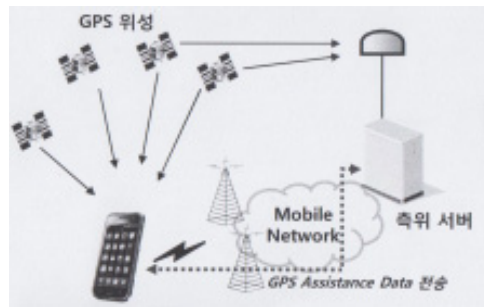 GPS 위성
Mobile
Network
측위 서버
GPS Assistance Data 전송